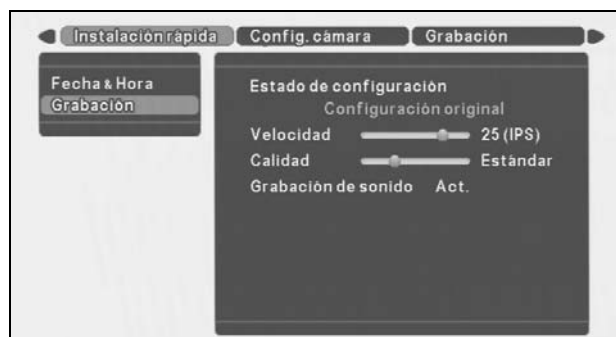 Instalación rápida Config. cámara Grabación
Fecha & Hora
Grabación
Estado de configuración
Configuración original
Velocidad 25 (IPS)
Calidad Estándar
Grabación de sonido Act.